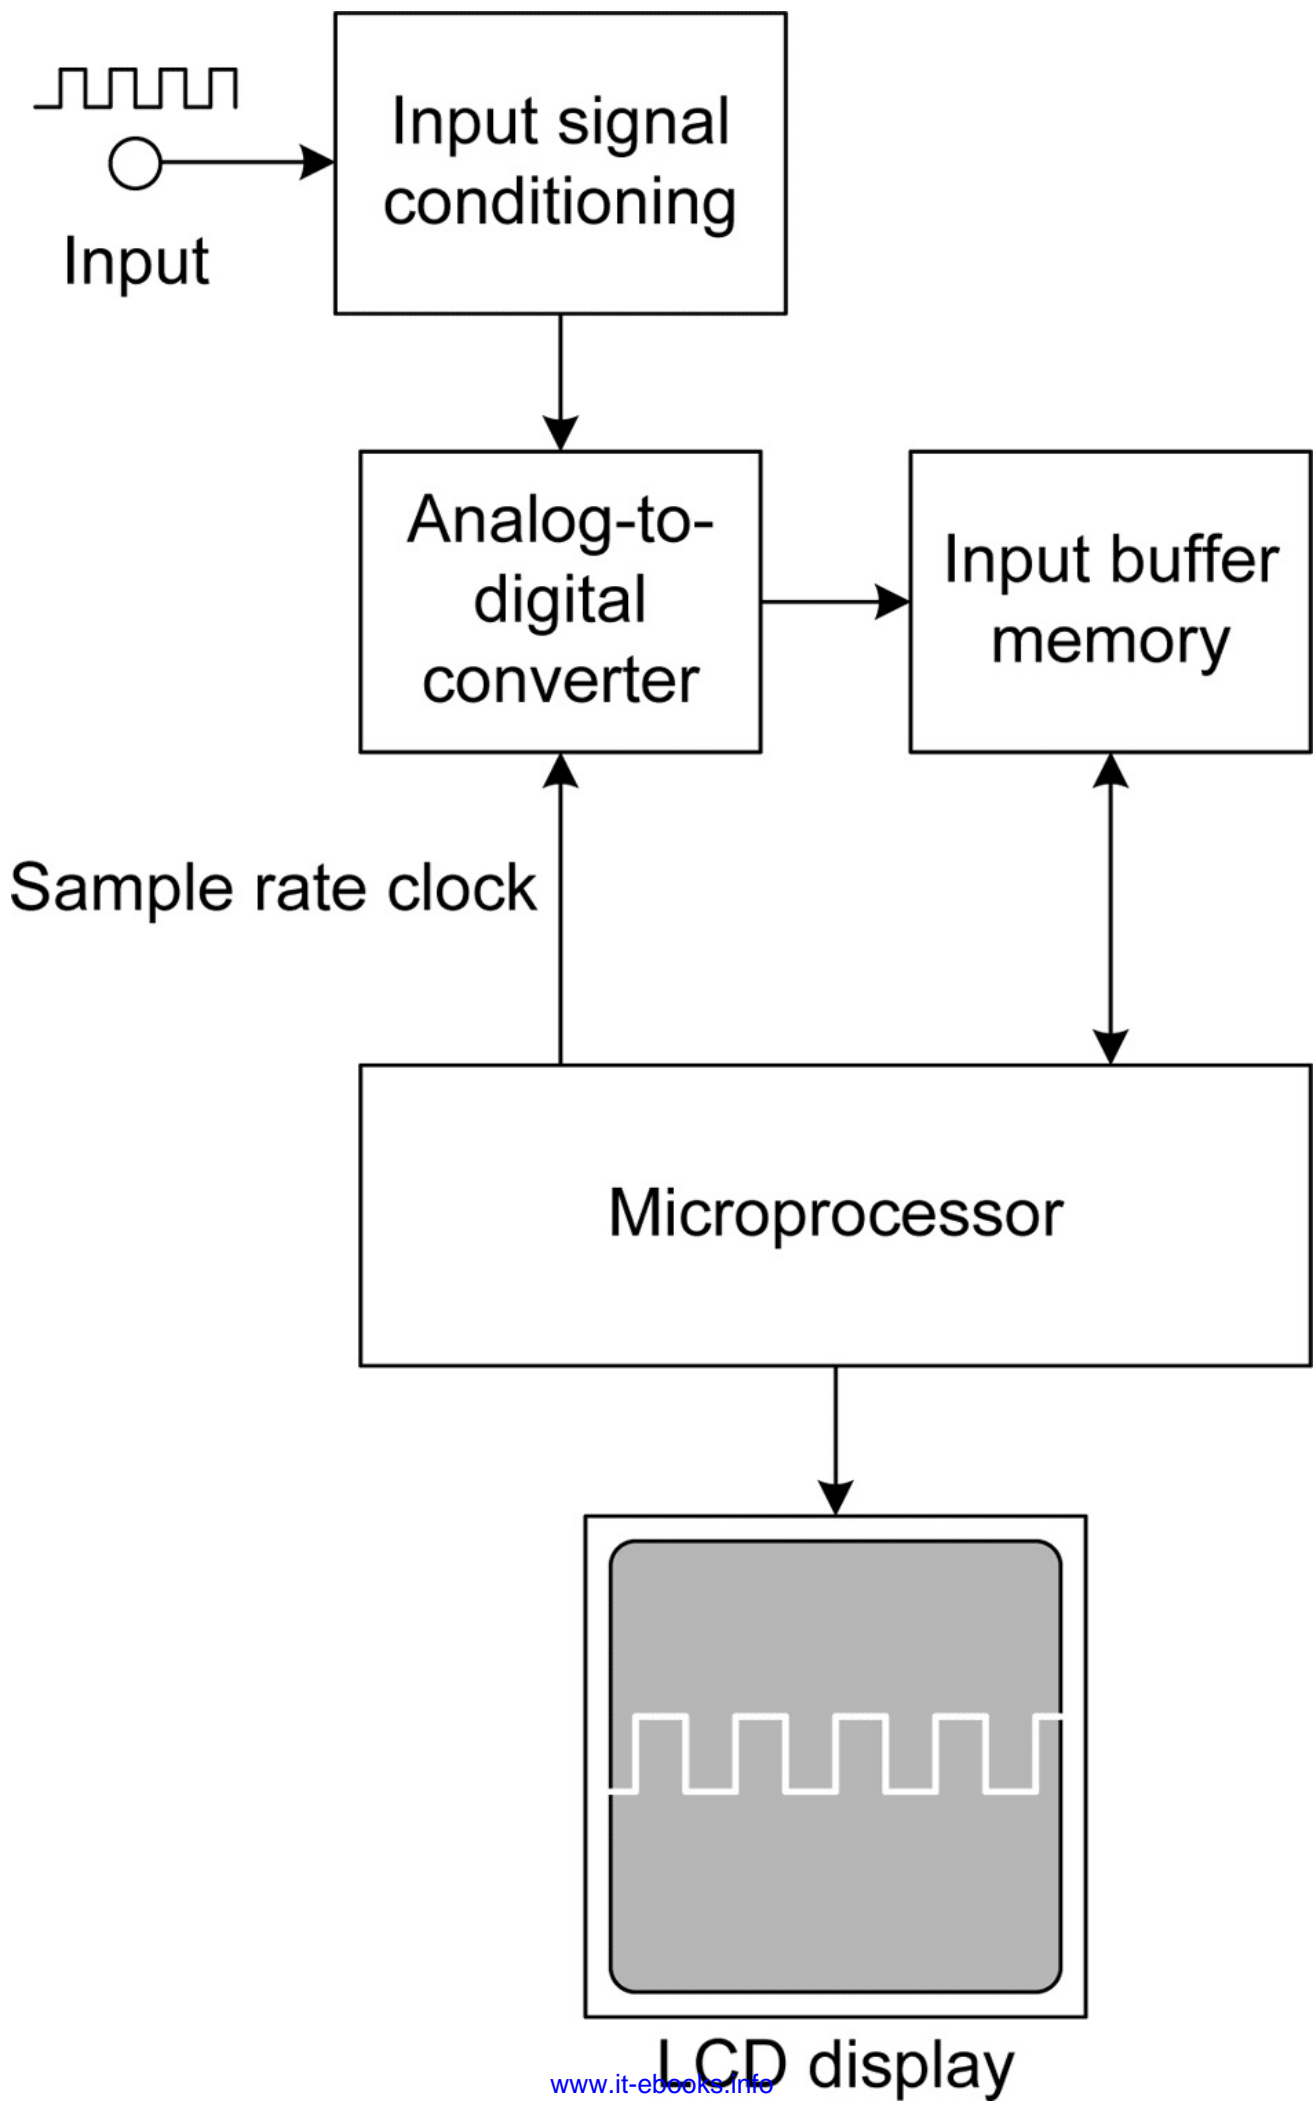 Input signal
conditioning
Input
Analog-to-
digital
converter
Input buffer
memory
Sample rate clock
Microprocessor
LCD display
www.it-ebooks.info